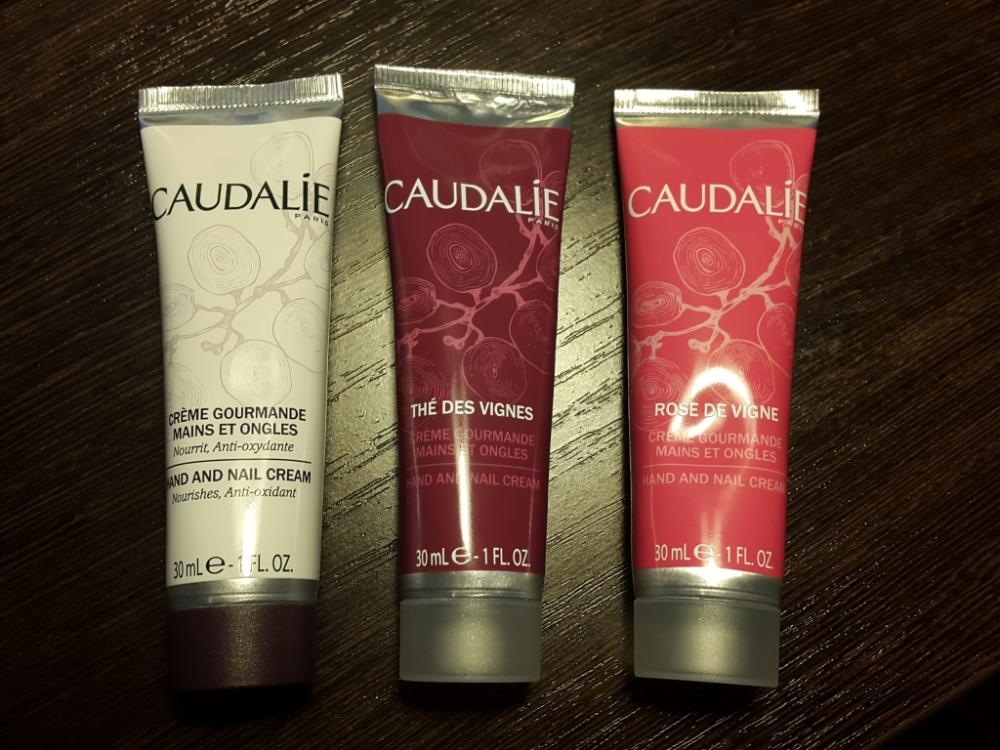 CAUDALiE
PARIS
CRÈME GOURMANDE
MAINS ET ONGLES
Nourrit, Anti-oxydante
HAND AND NAIL CREAM
Nourishes, Anti-oxidant
30 mL ℮ - 1 FL. OZ.
CAUDALiE
PARIS
THÉ DES VIGNES
CRÈME GOURMANDE
MAINS ET ONGLES
HAND AND NAIL CREAM
30 mL ℮ - 1 FL. OZ.
CAUDALiE
PARIS
ROSE DE VIGNE
CRÈME GOURMANDE
MAINS ET ONGLES
HAND AND NAIL CREAM
30 mL ℮ - 1 FL. OZ.